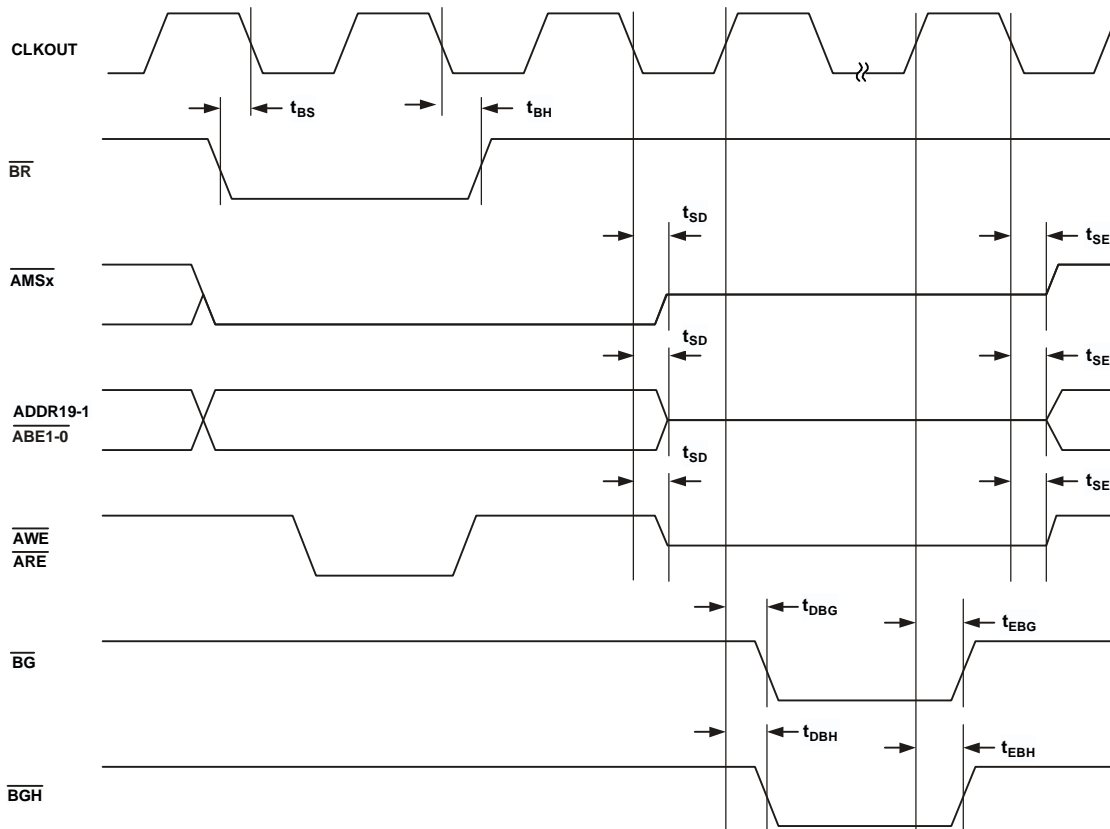 CLKOUT
tBS
tBH
BR
tSD
tSE
AMSx
tSD
tSE
ADDR19-1
ABE1-0
tSD
tSE
AWE
ARE
tDBG
tEBG
BG
tDBH
tEBH
BGH